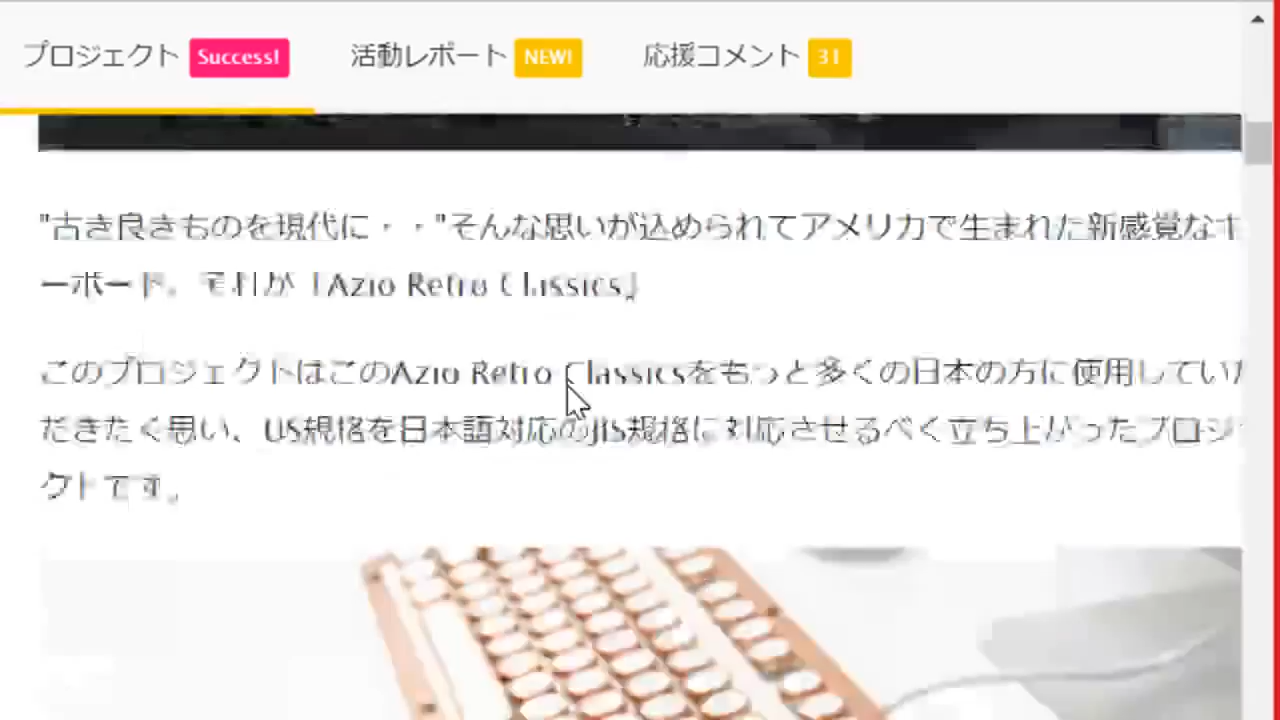 プロジェクト Success! 活動レポート NEW! 応援コメント 31
"古き良きものを現代に・・"そんな思いが込められてアメリカで生まれた新感覚なキ
ーボード。それが「Azio Retro Classics」
このプロジェクトはこのAzio Retro Classicsをもっと多くの日本の方に使用していた
だきたく思い、US規格を日本語対応のJIS規格に対応させるべく立ち上がったプロジェ
クトです。